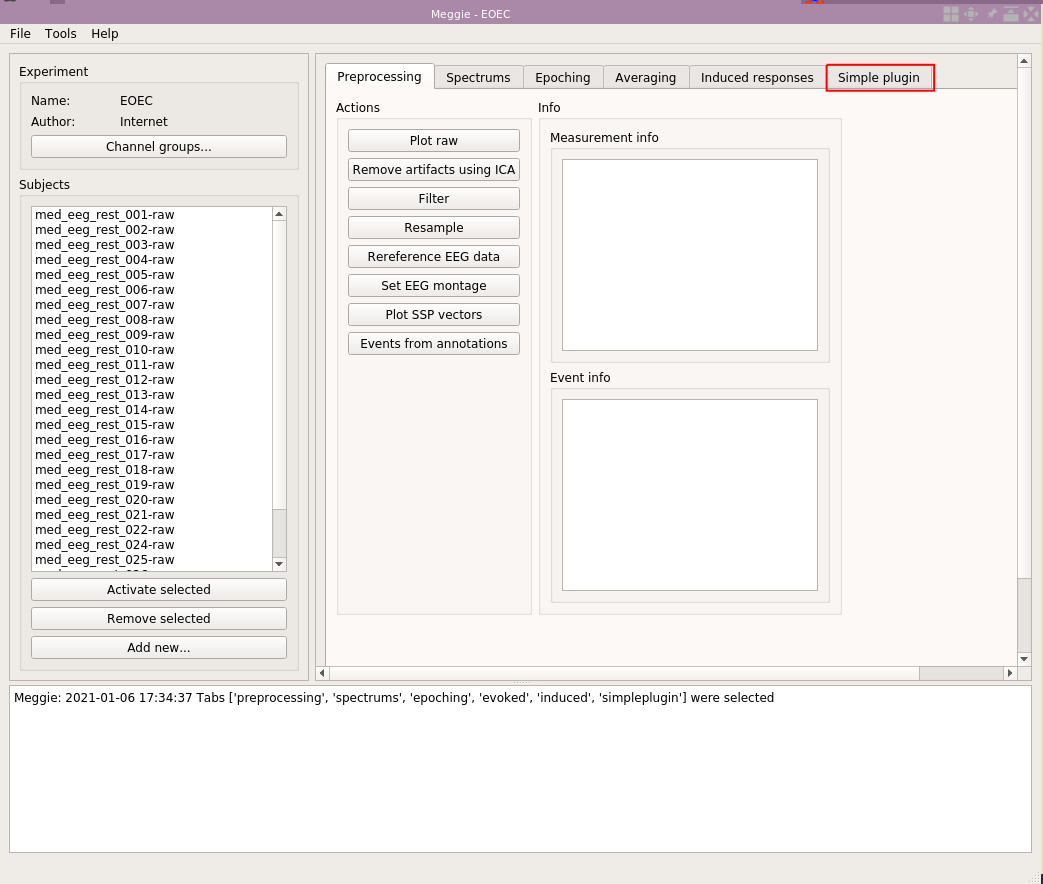 Meggie - EOEC
File Tools Help
Experiment
Name: EOEC
Author: Internet
Channel groups...
Subjects
med_eeg_rest_001-raw
med_eeg_rest_002-raw
med_eeg_rest_003-raw
med_eeg_rest_004-raw
med_eeg_rest_005-raw
med_eeg_rest_006-raw
med_eeg_rest_007-raw
med_eeg_rest_008-raw
med_eeg_rest_009-raw
med_eeg_rest_010-raw
med_eeg_rest_011-raw
med_eeg_rest_012-raw
med_eeg_rest_013-raw
med_eeg_rest_014-raw
med_eeg_rest_015-raw
med_eeg_rest_016-raw
med_eeg_rest_017-raw
med_eeg_rest_018-raw
med_eeg_rest_019-raw
med_eeg_rest_020-raw
med_eeg_rest_021-raw
med_eeg_rest_022-raw
med_eeg_rest_024-raw
med_eeg_rest_025-raw
Activate selected
Remove selected
Add new...
Preprocessing Spectrums Epoching Averaging Induced responses Simple plugin
Actions
Plot raw
Remove artifacts using ICA
Filter
Resample
Rereference EEG data
Set EEG montage
Plot SSP vectors
Events from annotations
Info
Measurement info
Event info
Meggie: 2021-01-06 17:34:37 Tabs ['preprocessing', 'spectrums', 'epoching', 'evoked', 'induced', 'simpleplugin'] were selected